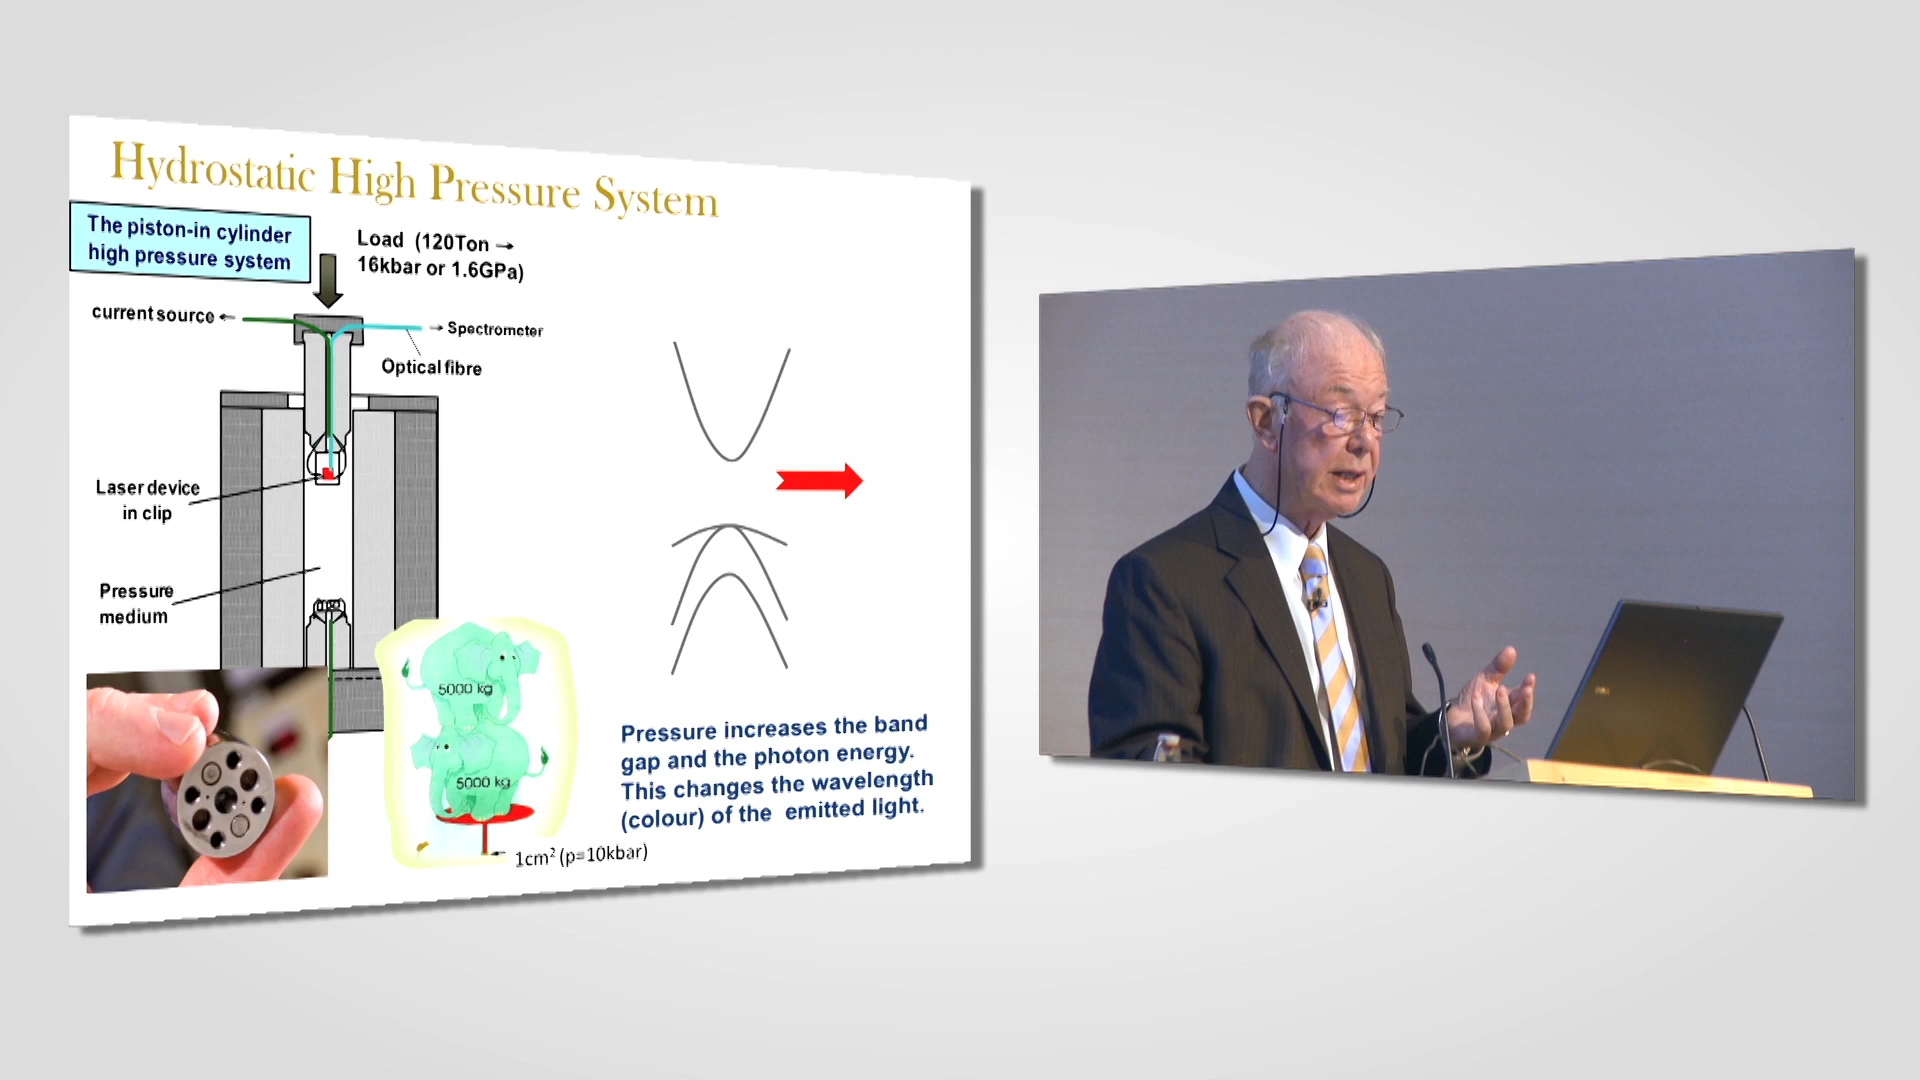 Hydrostatic High Pressure System
The piston-in cylinder
high pressure system
Load (120Ton →
16kbar or 1.6GPa)
current source ←
→ Spectrometer
Optical fibre
Laser device
in clip
Pressure
medium
5000 kg
5000 kg
Pressure increases the band
gap and the photon energy.
This changes the wavelength
(colour) of the emitted light.
1cm² (p=10kbar)